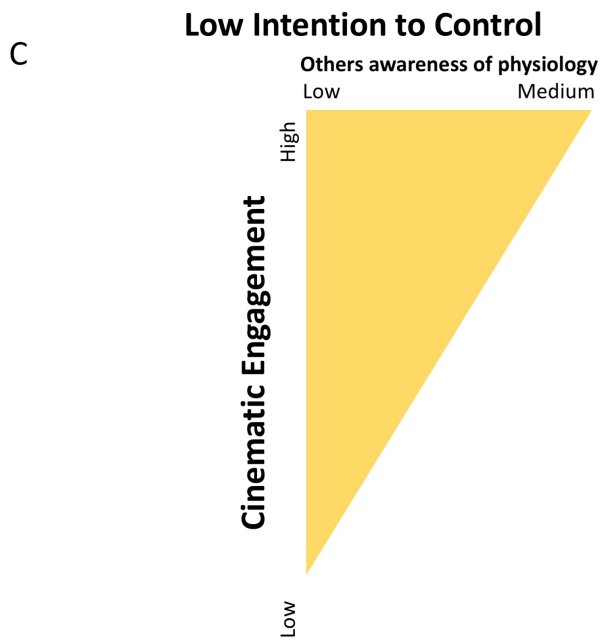 Low Intention to Control
C
Others awareness of physiology
Low Medium
High
Cinematic Engagement
Low